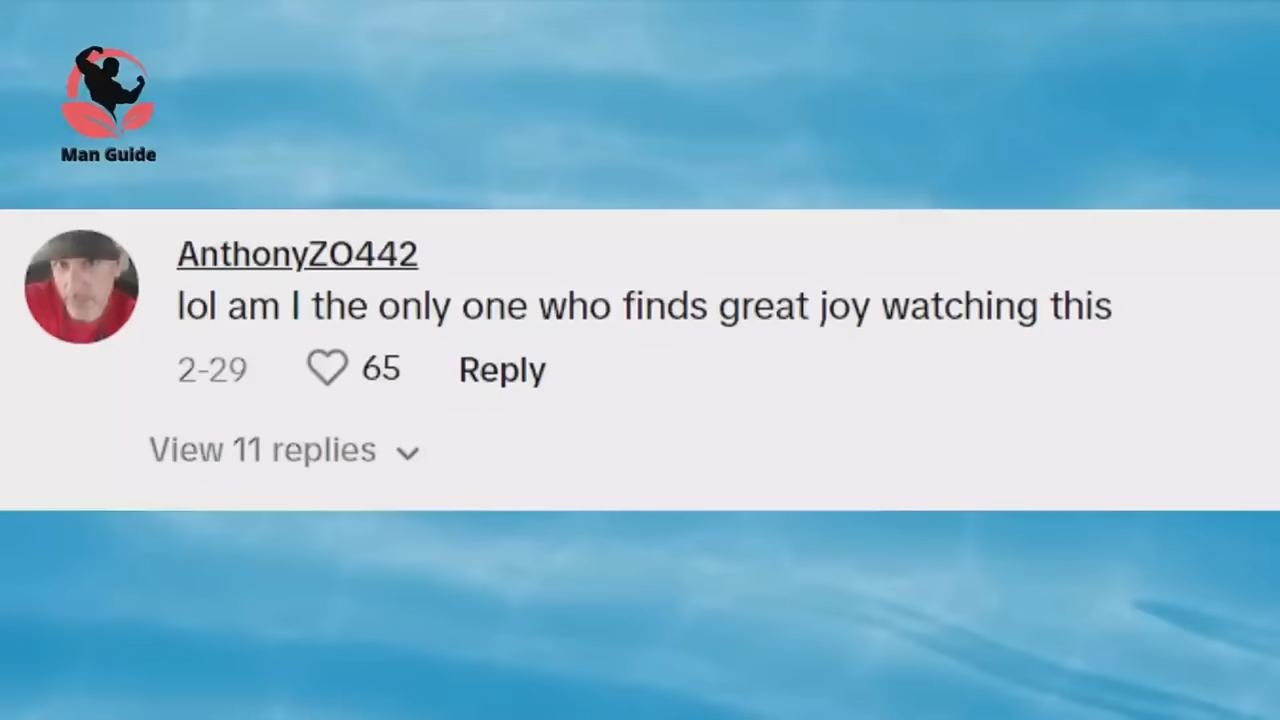 Man Guide
AnthonyZO442
lol am I the only one who finds great joy watching this
2-29 65 Reply
View 11 replies